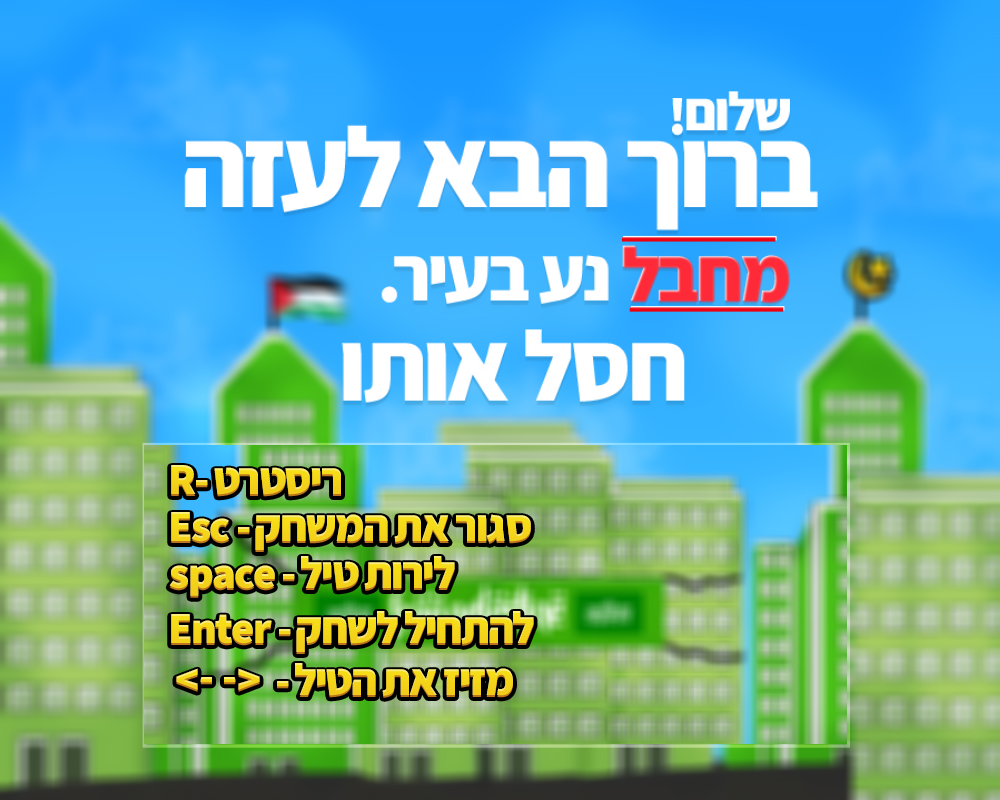 שלום!
ברוך הבא לעזה
מחבל נע בעיר.
חסל אותו
R- ריסטרט
Esc - סגור את המשחק
space - לירות טיל
Enter - להתחיל לשחק
<- -> - מזיז את הטיל